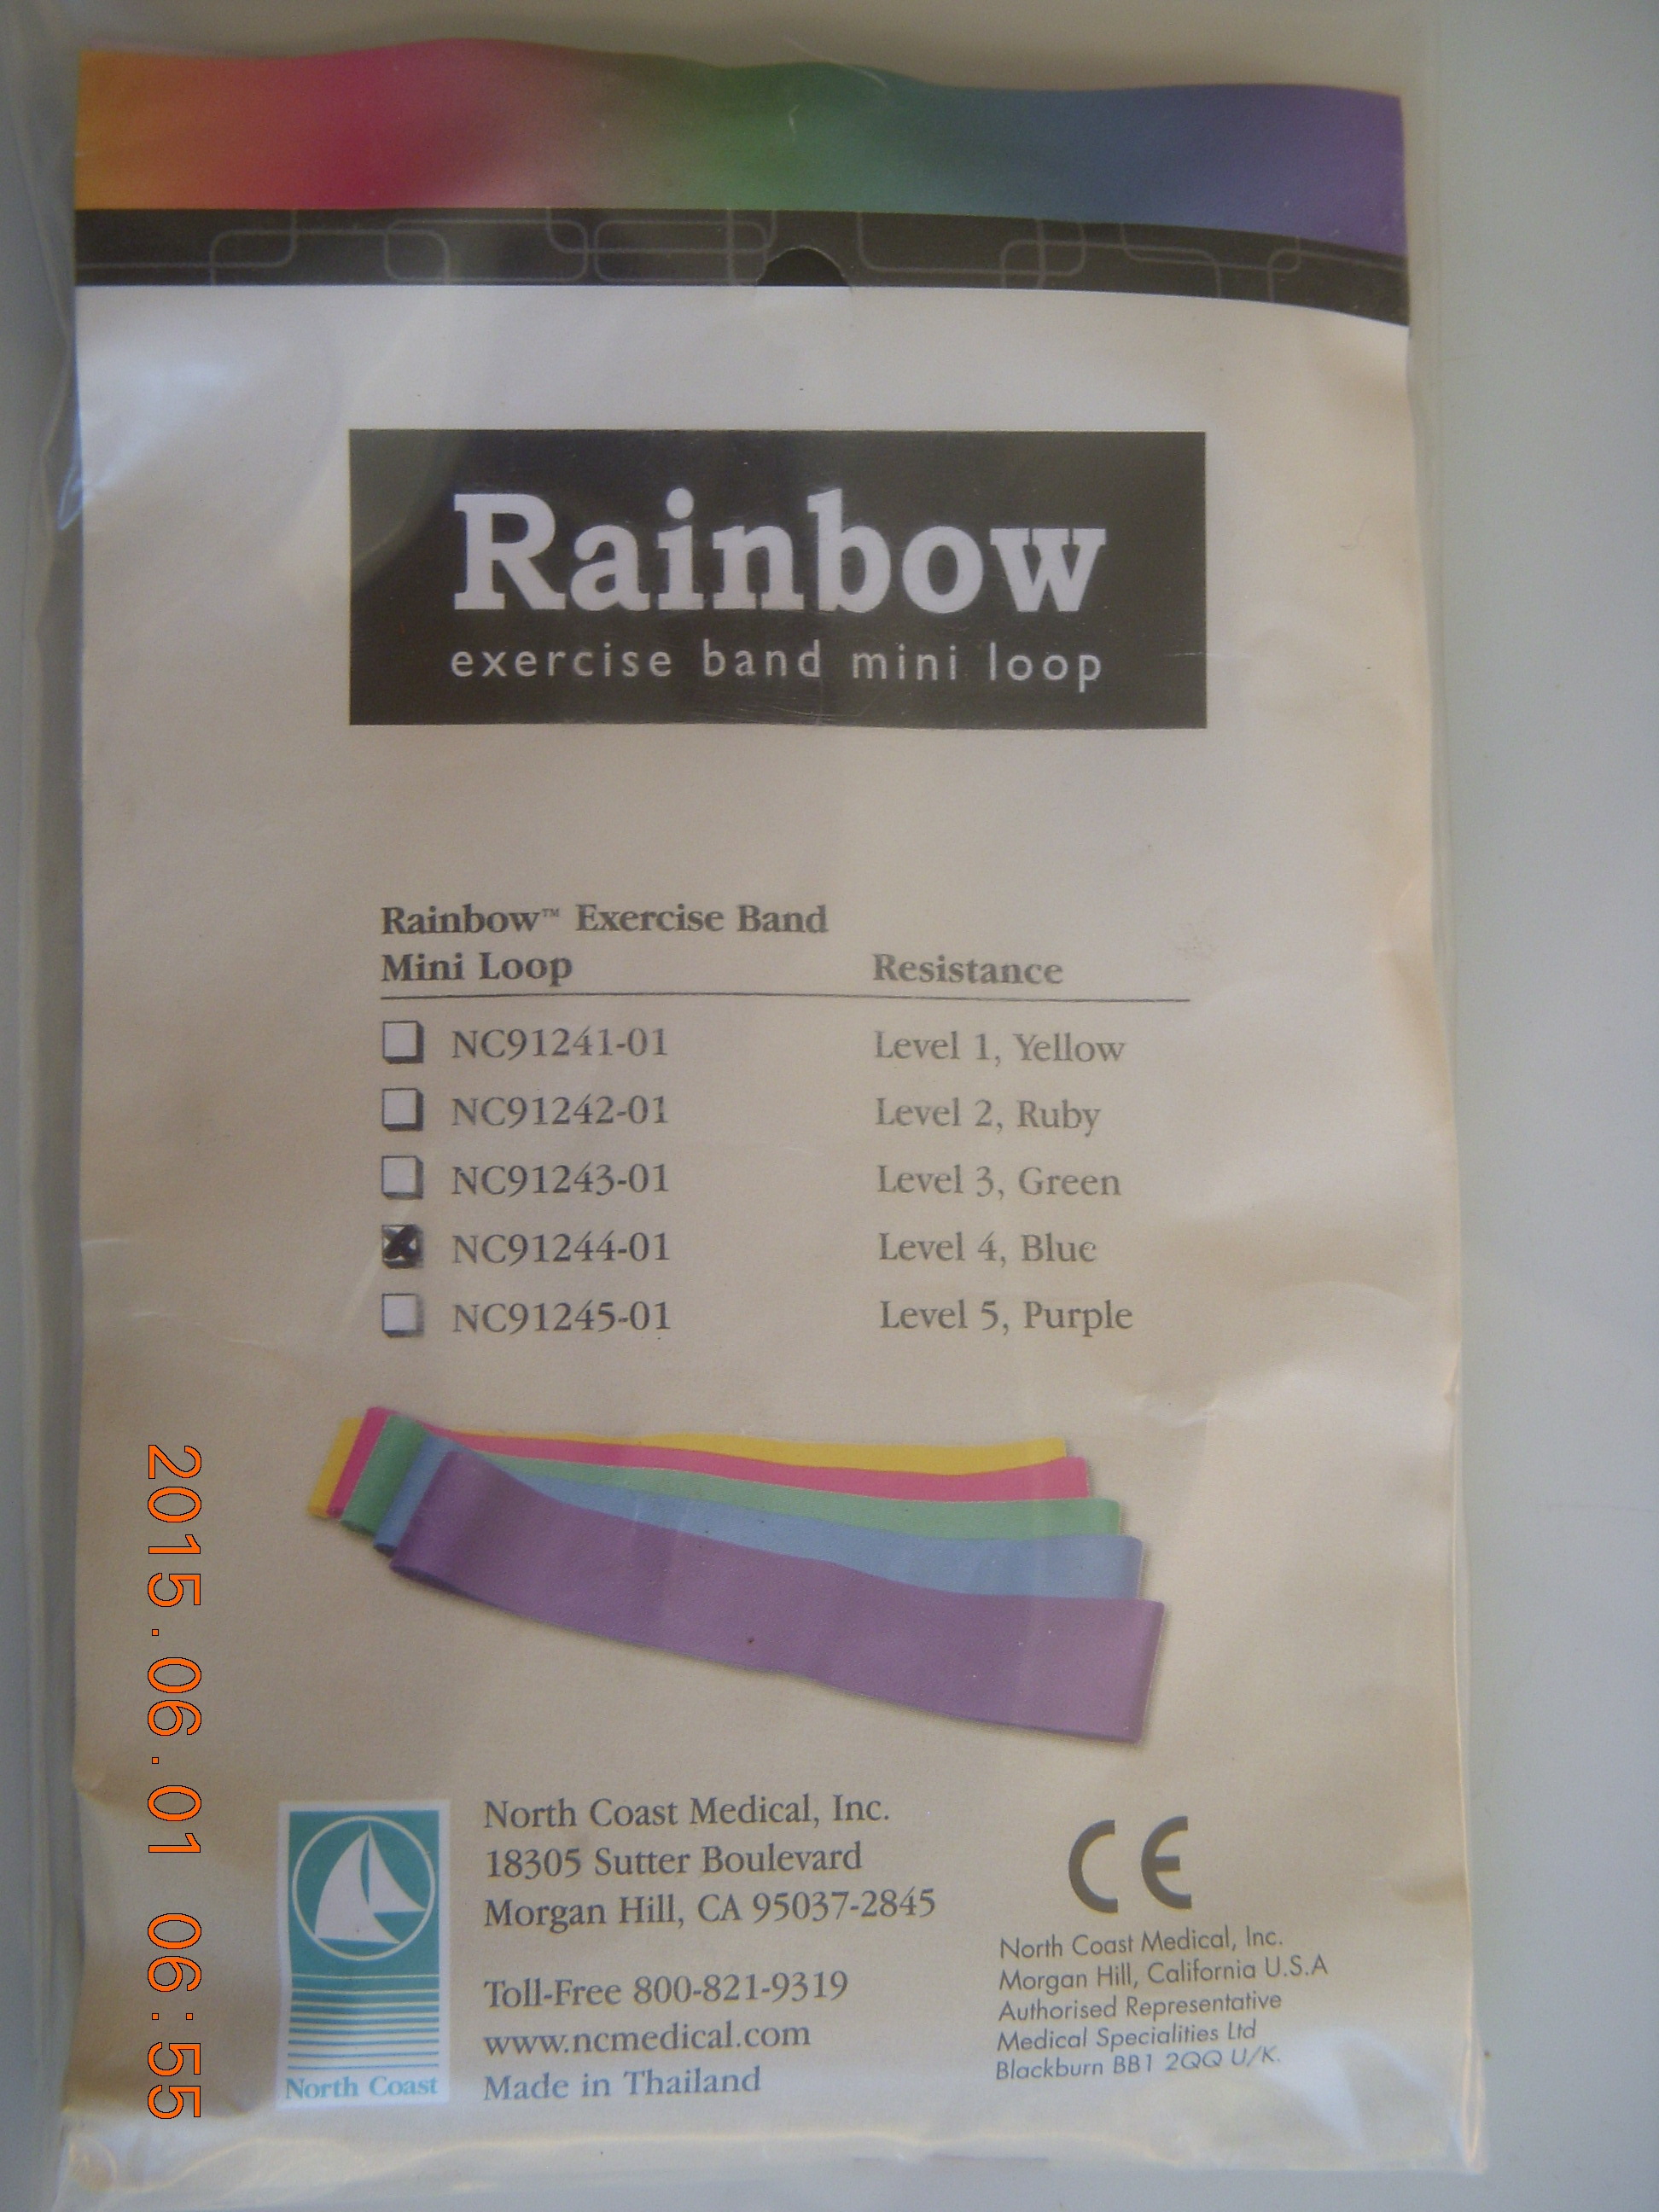 Rainbow
exercise band mini loop
Rainbow™ Exercise Band
Mini Loop Resistance
NC91241-01 Level 1, Yellow
NC91242-01 Level 2, Ruby
NC91243-01 Level 3, Green
NC91244-01 Level 4, Blue
NC91245-01 Level 5, Purple
North Coast
North Coast Medical, Inc.
18305 Sutter Boulevard
Morgan Hill, CA 95037-2845
Toll-Free 800-821-9319
www.ncmedical.com
Made in Thailand
CE
North Coast Medical, Inc.
Morgan Hill, California U.S.A
Authorised Representative
Medical Specialities Ltd
Blackburn BB1 2QQ U/K.
2015.06.01 06:55